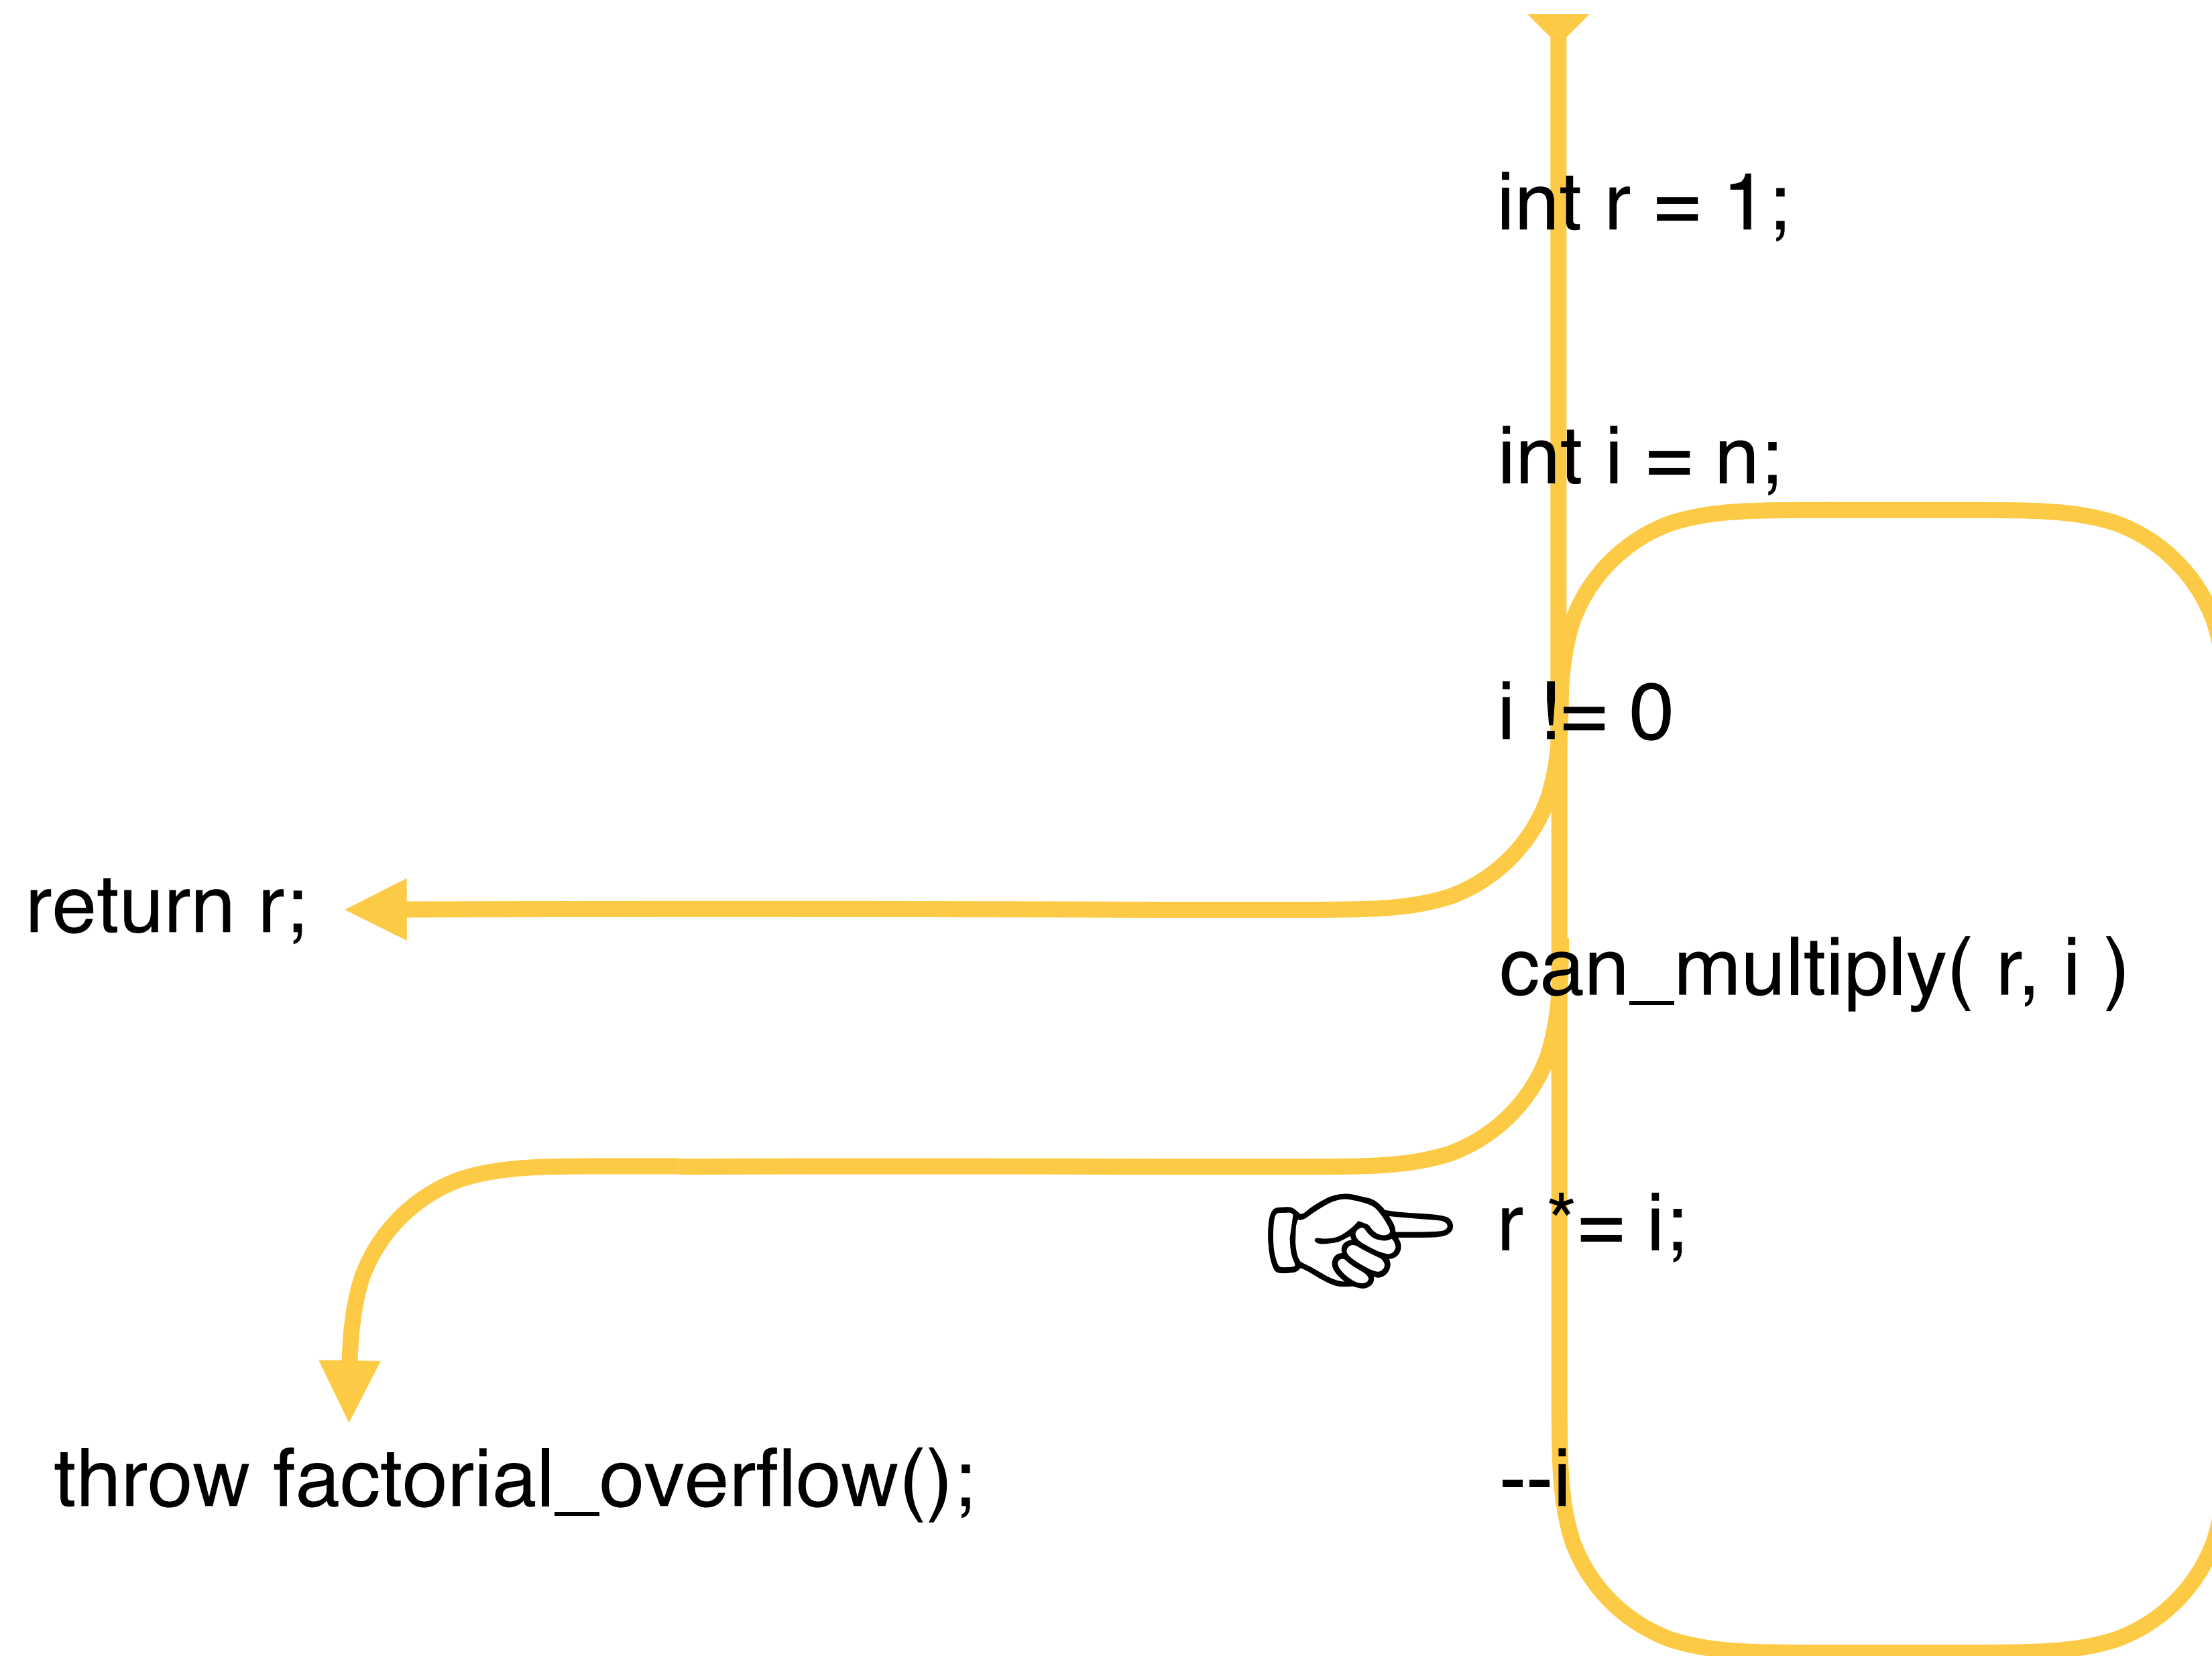 int r = 1;
int i = n;
i != 0
return r;
can_multiply( r, i )
r *= i;
throw factorial_overflow();
--i